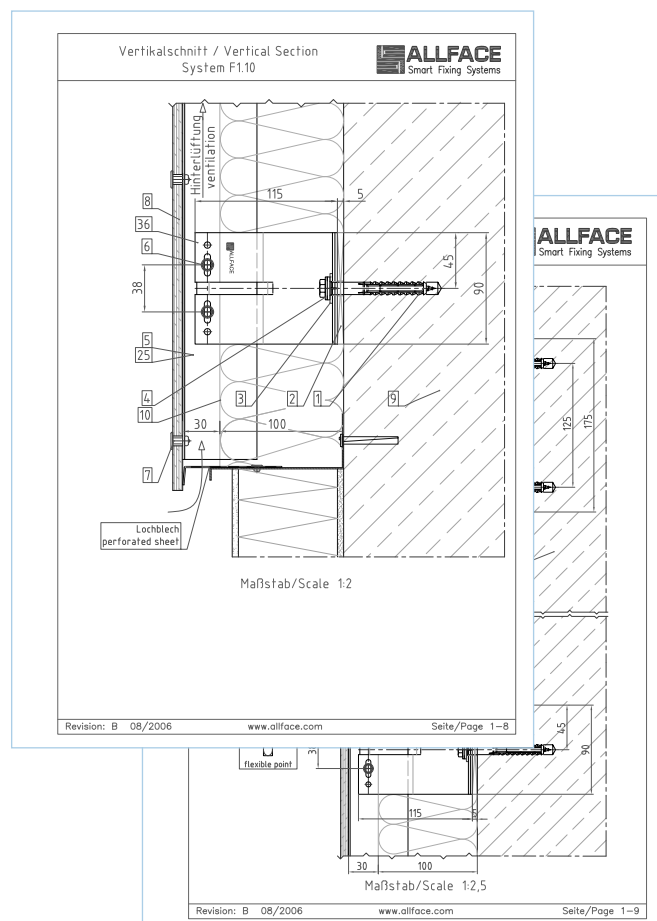 Vertikalschnitt / Vertical Section
System F1.10
ALLFACE
Smart Fixing Systems
Hinterlüftung
ventilation
115
5
8
36
6
38
ALLFACE
45
90
5
25
4
10
3
2
1
9
30
100
7
Lochblech
perforated sheet
Maßstab/Scale 1:2
Revision: B 08/2006
www.allface.com
Seite/Page 1-8
ALLFACE
Smart Fixing Systems
125
175
flexible point
45
90
115
5
30
100
Maßstab/Scale 1:2,5
Revision: B 08/2006
www.allface.com
Seite/Page 1-9